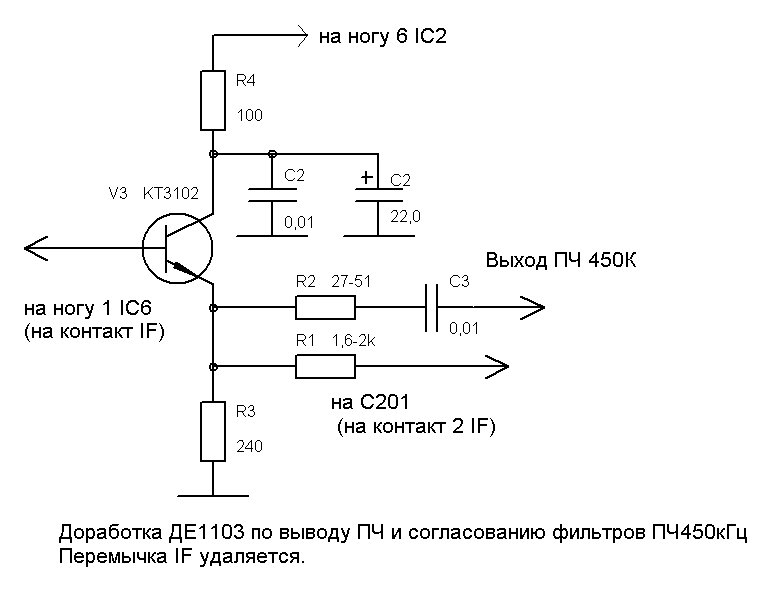 на ногу 6 IC2
R4
100
V3 KT3102
C2
0,01
+
C2
22,0
Выход ПЧ 450К
R2 27-51
C3
0,01
на ногу 1 IC6
(на контакт IF)
R1 1,6-2k
на С201
(на контакт 2 IF)
R3
240
Доработка ДЕ1103 по выводу ПЧ и согласованию фильтров ПЧ450кГц
Перемычка IF удаляется.